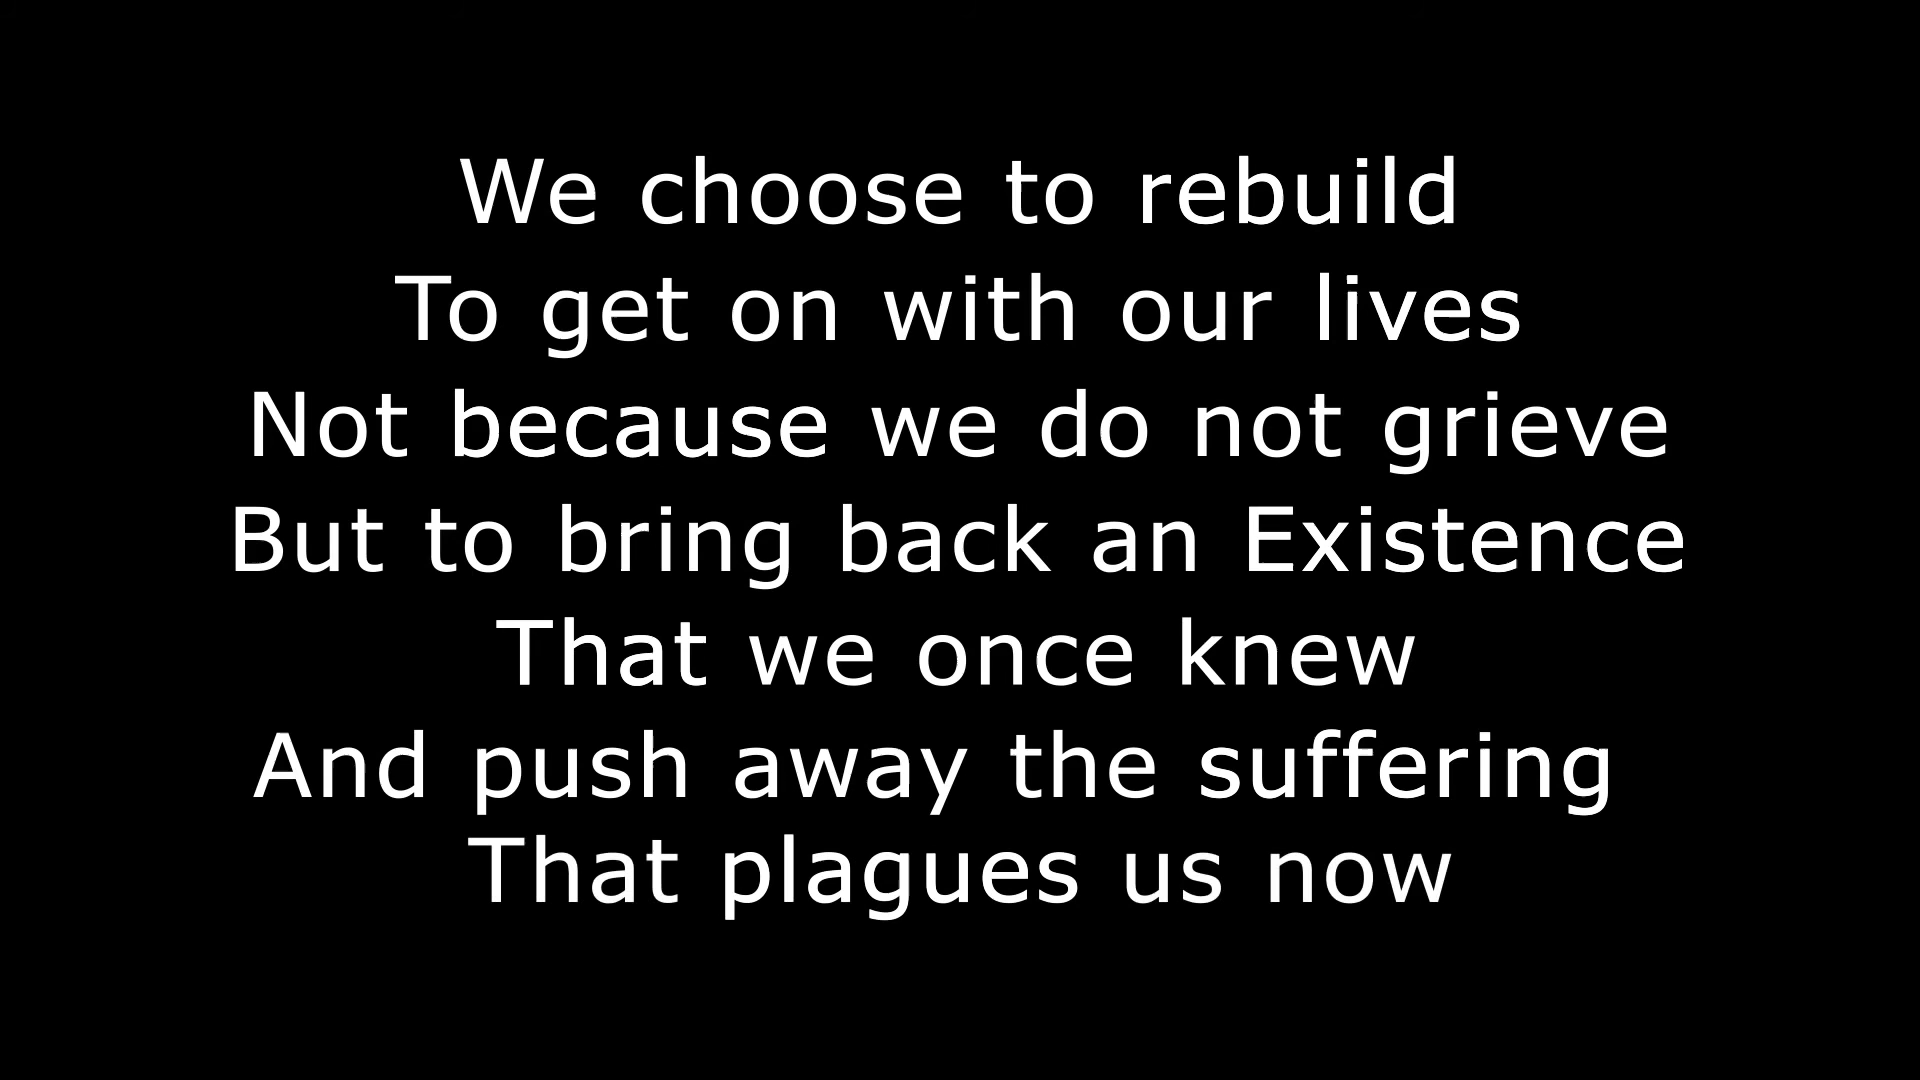 We choose to rebuild
To get on with our lives
Not because we do not grieve
But to bring back an Existence
That we once knew
And push away the suffering
That plagues us now